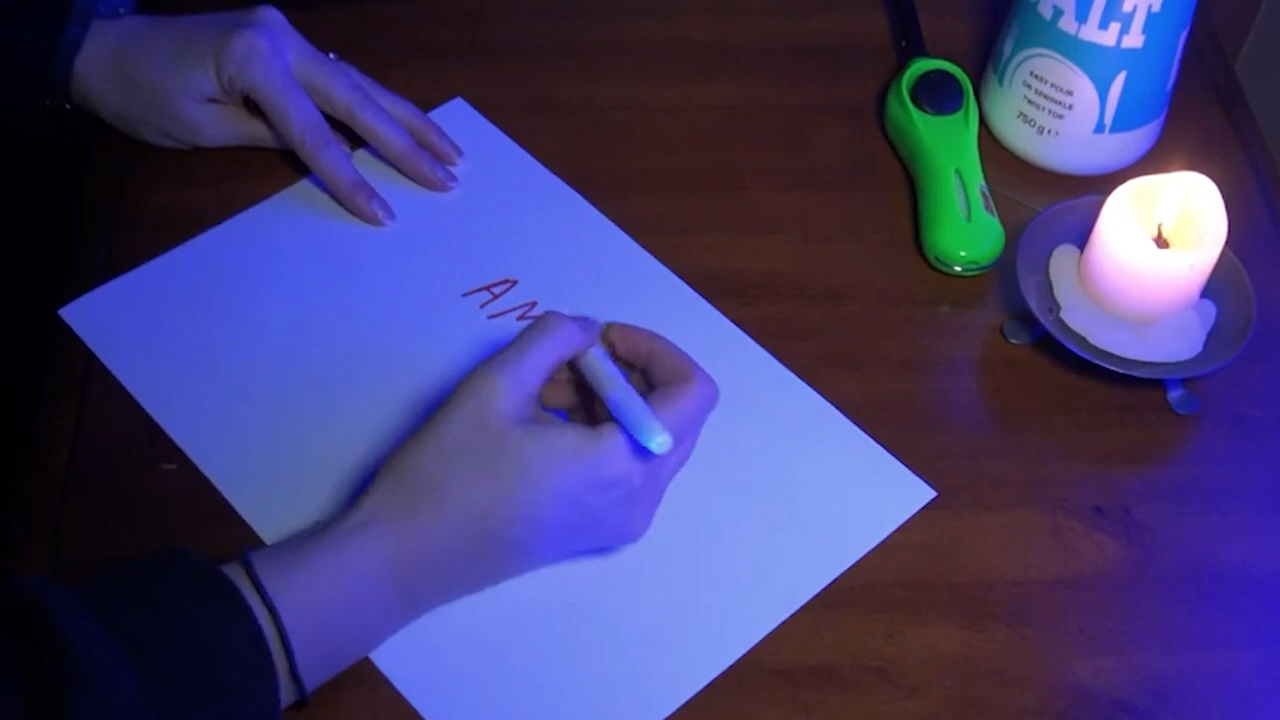 ALT
EASY POUR
OR SPRINKLE
TWIST TOP
750g e
AM